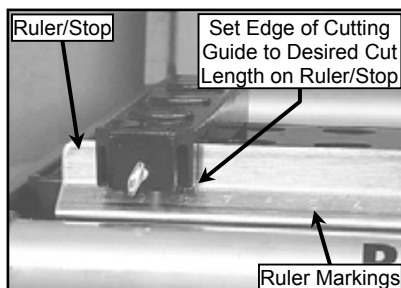 Ruler/Stop
Set Edge of Cutting
Guide to Desired Cut
Length on Ruler/Stop
Ruler Markings